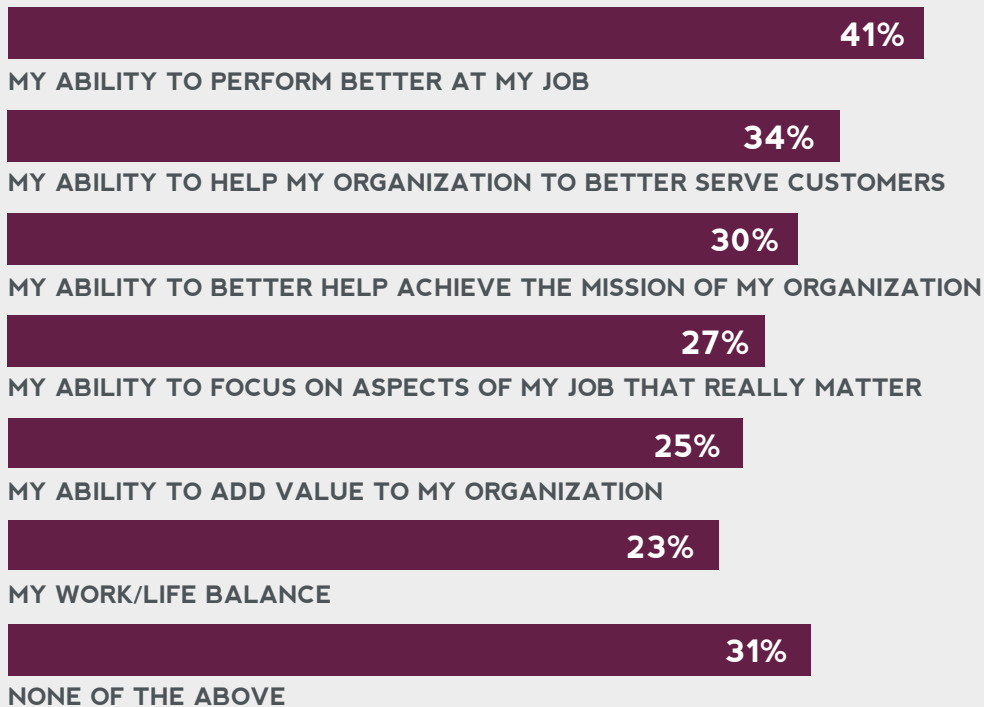 41%
MY ABILITY TO PERFORM BETTER AT MY JOB
34%
MY ABILITY TO HELP MY ORGANIZATION TO BETTER SERVE CUSTOMERS
30%
MY ABILITY TO BETTER HELP ACHIEVE THE MISSION OF MY ORGANIZATION
27%
MY ABILITY TO FOCUS ON ASPECTS OF MY JOB THAT REALLY MATTER
25%
MY ABILITY TO ADD VALUE TO MY ORGANIZATION
23%
MY WORK/LIFE BALANCE
31%
NONE OF THE ABOVE